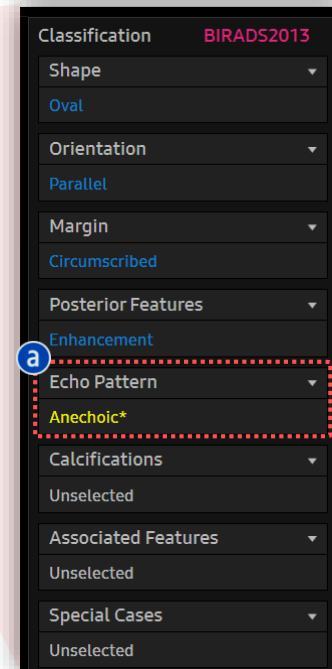 Classification BIRADS2013
Shape
Oval
Orientation
Parallel
Margin
Circumscribed
Posterior Features
Enhancement
a
Echo Pattern
Anechoic*
Calcifications
Unselected
Associated Features
Unselected
Special Cases
Unselected